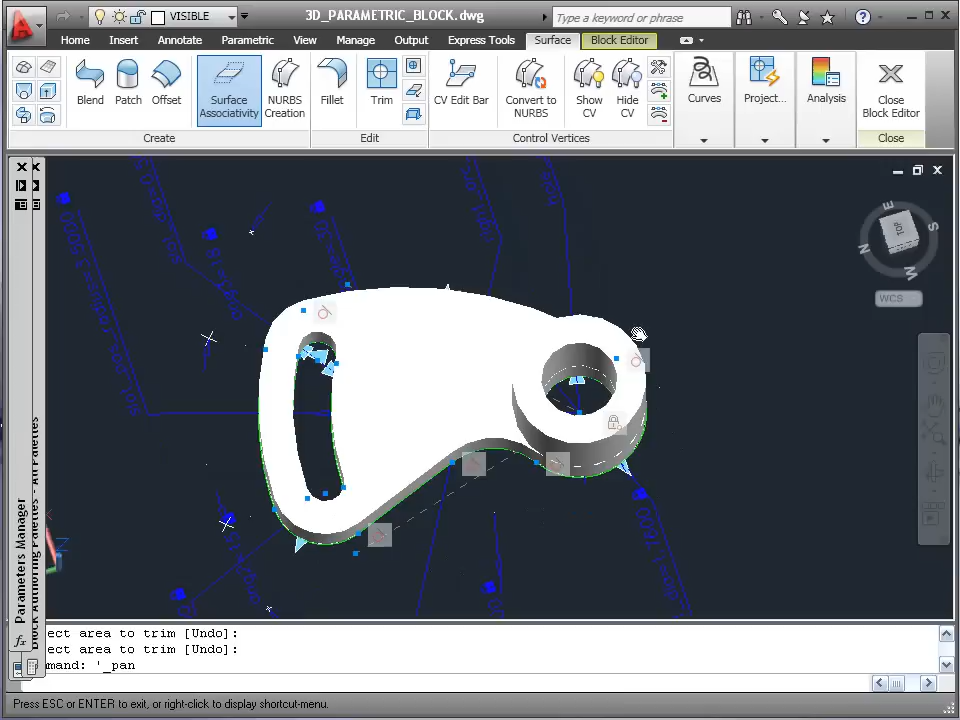 VISIBLE
3D_PARAMETRIC_BLOCK.dwg
Type a keyword or phrase
Home Insert Annotate Parametric View Manage Output Express Tools Surface Block Editor
Blend Patch Offset Surface Associativity NURBS Creation Fillet Trim CV Edit Bar Convert to NURBS Show CV Hide CV Curves Project... Analysis Close Block Editor
Create Edit Control Vertices Close
E
S
N
W
TOP
WCS
Parameters Manager
Block Authoring Palettes - All Palettes
ect area to trim [Undo]:
ect area to trim [Undo]:
mand: '_pan
Press ESC or ENTER to exit, or right-click to display shortcut-menu.